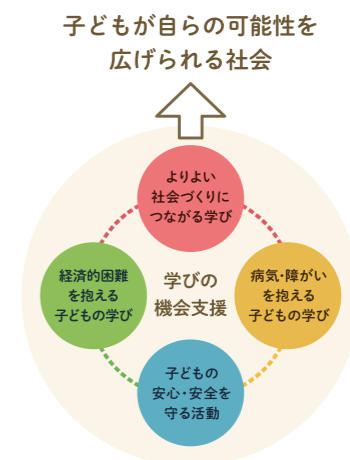 子どもが自らの可能性を
広げられる社会
よりよい
社会づくりに
つながる学び
経済的困難
を抱える
子どもの学び
学びの
機会支援
病気・障がい
を抱える
子どもの学び
子どもの
安心・安全を
守る活動